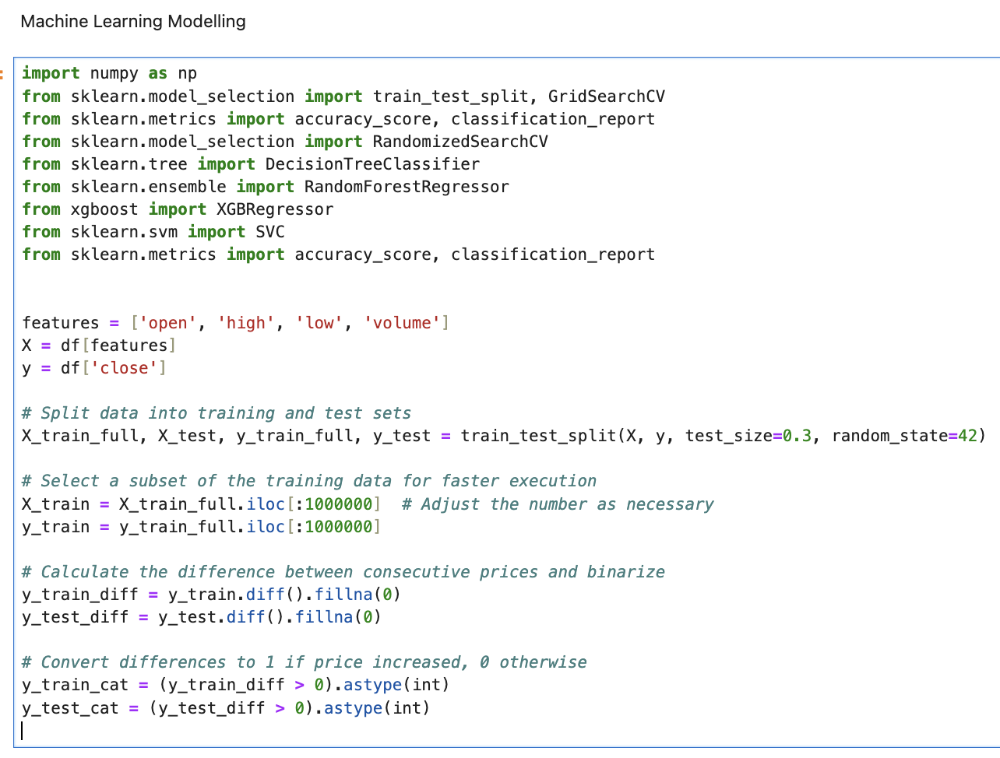 Machine Learning Modelling
:
import numpy as np
from sklearn.model_selection import train_test_split, GridSearchCV
from sklearn.metrics import accuracy_score, classification_report
from sklearn.model_selection import RandomizedSearchCV
from sklearn.tree import DecisionTreeClassifier
from sklearn.ensemble import RandomForestRegressor
from xgboost import XGBRegressor
from sklearn.svm import SVC
from sklearn.metrics import accuracy_score, classification_report
features = ['open', 'high', 'low', 'volume']
X = df[features]
y = df['close']
# Split data into training and test sets
X_train_full, X_test, y_train_full, y_test = train_test_split(X, y, test_size=0.3, random_state=42)
# Select a subset of the training data for faster execution
X_train = X_train_full.iloc[:1000000]  # Adjust the number as necessary
y_train = y_train_full.iloc[:1000000]
# Calculate the difference between consecutive prices and binarize
y_train_diff = y_train.diff().fillna(0)
y_test_diff = y_test.diff().fillna(0)
# Convert differences to 1 if price increased, 0 otherwise
y_train_cat = (y_train_diff > 0).astype(int)
y_test_cat = (y_test_diff > 0).astype(int)